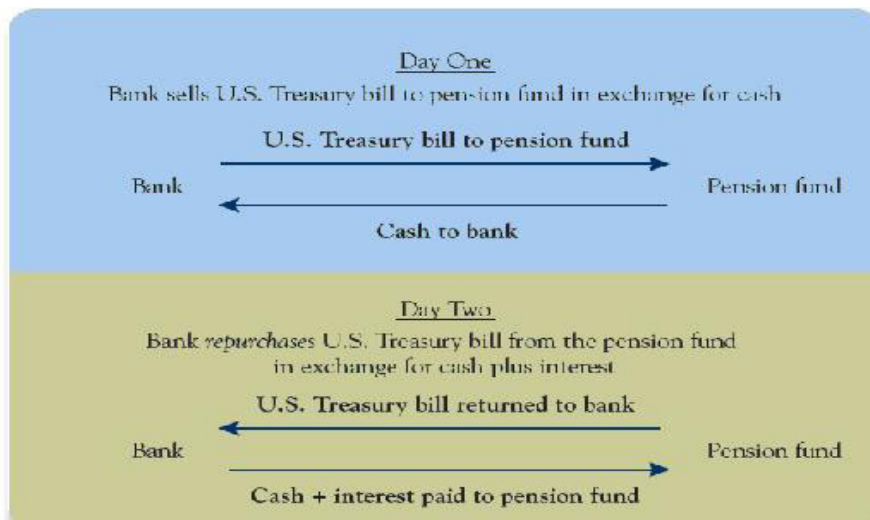 Day One
Bank sells U.S. Treasury bill to pension fund in exchange for cash
U.S. Treasury bill to pension fund
Bank
Pension fund
Cash to bank
Day Two
Bank repurchases U.S. Treasury bill from the pension fund
in exchange for cash plus interest
U.S. Treasury bill returned to bank
Bank
Pension fund
Cash + interest paid to pension fund